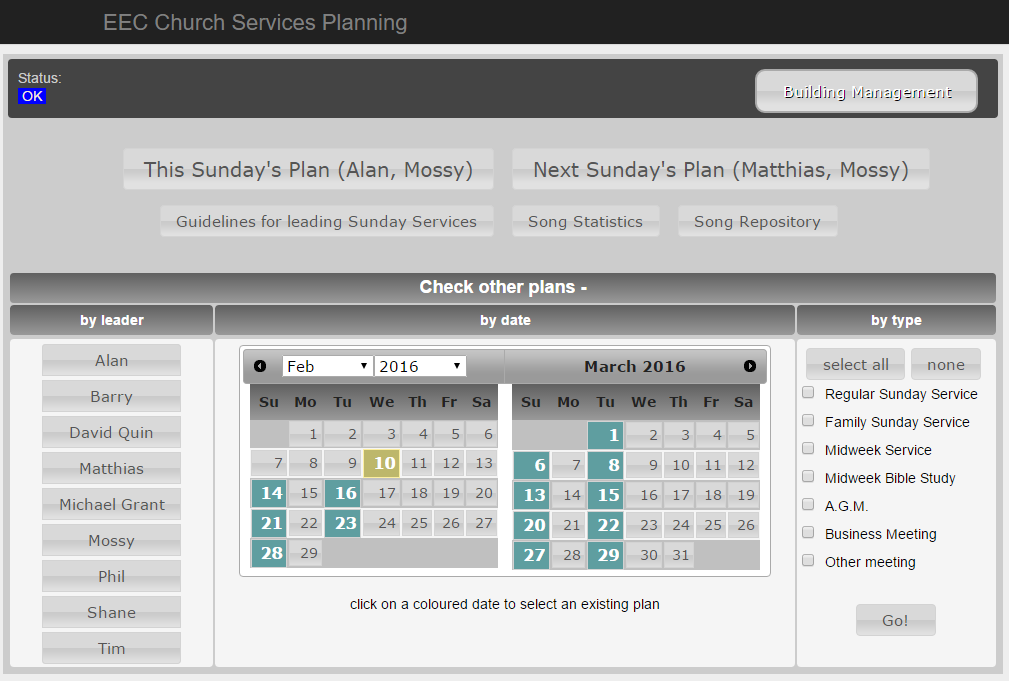 EEC Church Services Planning
Status:
OK
Building Management
This Sunday's Plan (Alan, Mossy) Next Sunday's Plan (Matthias, Mossy)
Guidelines for leading Sunday Services Song Statistics Song Repository
Check other plans -
by leader
Alan
Barry
David Quin
Matthias
Michael Grant
Mossy
Phil
Shane
Tim
by date
Feb 2016
Su Mo Tu We Th Fr Sa
1 2 3 4 5 6
7 8 9 10 11 12 13
14 15 16 17 18 19 20
21 22 23 24 25 26 27
28 29
March 2016
Su Mo Tu We Th Fr Sa
1 2 3 4 5
6 7 8 9 10 11 12
13 14 15 16 17 18 19
20 21 22 23 24 25 26
27 28 29 30 31
click on a coloured date to select an existing plan
by type
select all none
Regular Sunday Service
Family Sunday Service
Midweek Service
Midweek Bible Study
A.G.M.
Business Meeting
Other meeting
Go!